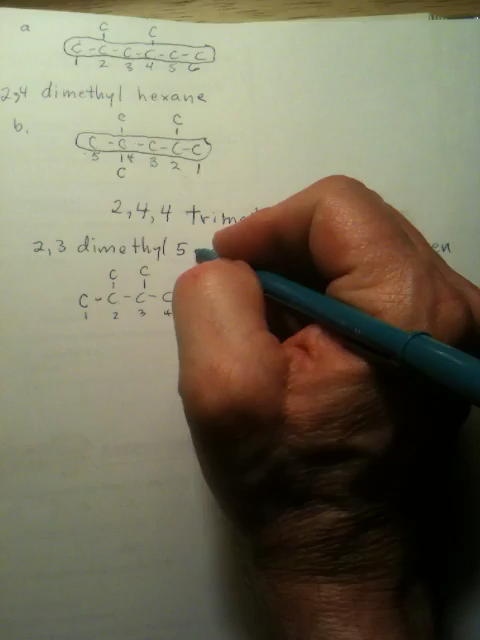 a
C C
C - C - C - C - C - C
1 2 3 4 5 6
2,4 dimethyl hexane
b.
C C
C - C - C - C - C
5 4 3 2 1
C
2,4,4
2,3 dimethyl 5
C C
C - C - C - C
1 2 3 4